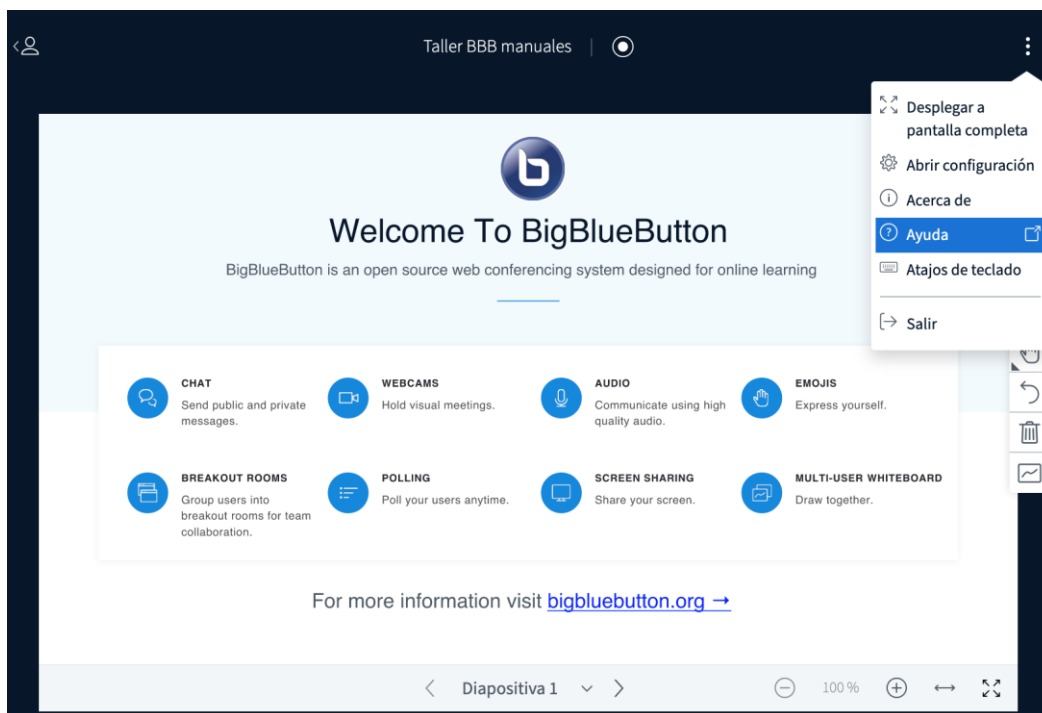 Taller BBB manuales
Desplegar a
pantalla completa
Abrir configuración
Acerca de
Ayuda
Atajos de teclado
Salir
Welcome To BigBlueButton
BigBlueButton is an open source web conferencing system designed for online learning
CHAT
Send public and private
messages.
WEBCAMS
Hold visual meetings.
AUDIO
Communicate using high
quality audio.
EMOJIS
Express yourself.
BREAKOUT ROOMS
Group users into
breakout rooms for team
collaboration.
POLLING
Poll your users anytime.
SCREEN SHARING
Share your screen.
MULTI-USER WHITEBOARD
Draw together.
For more information visit bigbluebutton.org →
Diapositiva 1
100 %